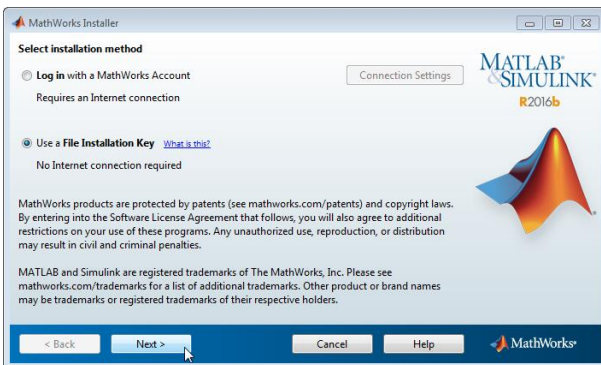 MathWorks Installer
Select installation method
Log in with a MathWorks Account
Connection Settings
Requires an Internet connection
Use a File Installation Key What is this?
No Internet connection required
MATLAB®
&SIMULINK®
R2016b
MathWorks products are protected by patents (see mathworks.com/patents) and copyright laws.
By entering into the Software License Agreement that follows, you will also agree to additional
restrictions on your use of these programs. Any unauthorized use, reproduction, or distribution
may result in civil and criminal penalties.
MATLAB and Simulink are registered trademarks of The MathWorks, Inc. Please see
mathworks.com/trademarks for a list of additional trademarks. Other product or brand names
may be trademarks or registered trademarks of their respective holders.
< Back
Next >
Cancel
Help
MathWorks®